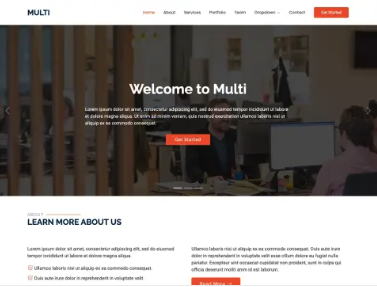 MULTI
Home About Services Portfolio Team Dropdown Contact Get Started
Welcome to Multi
Lorem ipsum dolor sit amet, consectetur adipiscing elit, sed do eiusmod tempor incididunt ut labore
et dolore magna aliqua. Ut enim ad minim veniam, quis nostrud exercitation ullamco laboris nisi ut
aliquip ex ea commodo consequat.
Get Started
ABOUT
LEARN MORE ABOUT US
Lorem ipsum dolor sit amet, consectetur adipiscing elit, sed do eiusmod
tempor incididunt ut labore et dolore magna aliqua.
Ullamco laboris nisi ut aliquip ex ea commodo consequat
Duis aute irure dolor in reprehenderit in voluptate velit
Ullamco laboris nisi ut aliquip ex ea commodo consequat. Duis aute irure
dolor in reprehenderit in voluptate velit esse cillum dolore eu fugiat nulla
pariatur. Excepteur sint occaecat cupidatat non proident, sunt in culpa qui
officia deserunt mollit anim id est laborum.
Read More